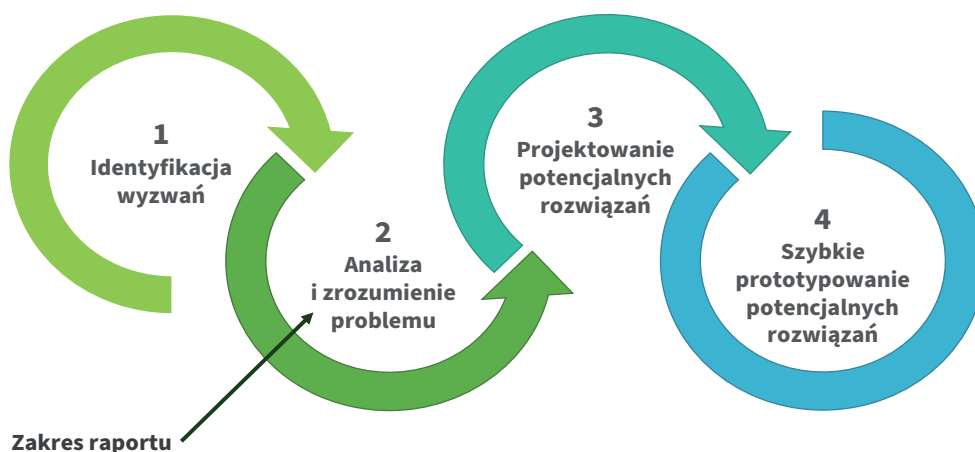 1
Identyfikacja
wyzwań
2
Analiza
i zrozumienie
problemu
3
Projektowanie
potencjalnych
rozwiązań
4
Szybkie
prototypowanie
potencjalnych
rozwiązań
Zakres raportu